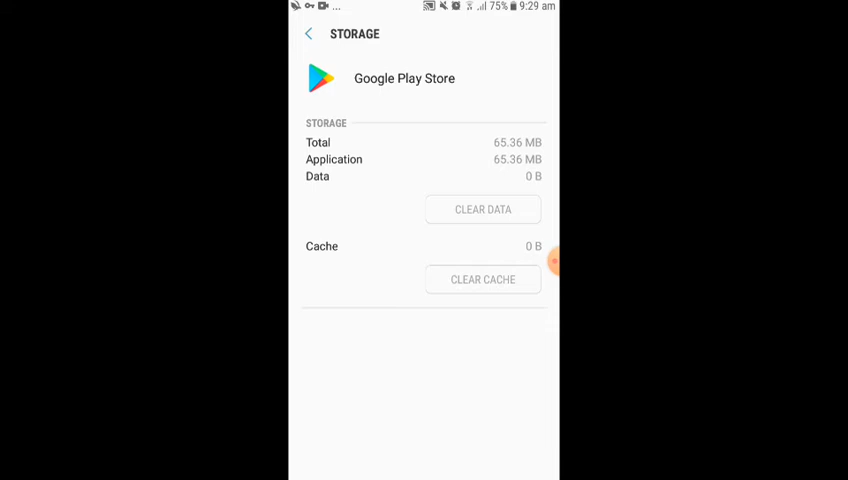 ... 75% 9:29 am
STORAGE
Google Play Store
STORAGE
Total 65.36 MB
Application 65.36 MB
Data 0 B
CLEAR DATA
Cache 0 B
CLEAR CACHE